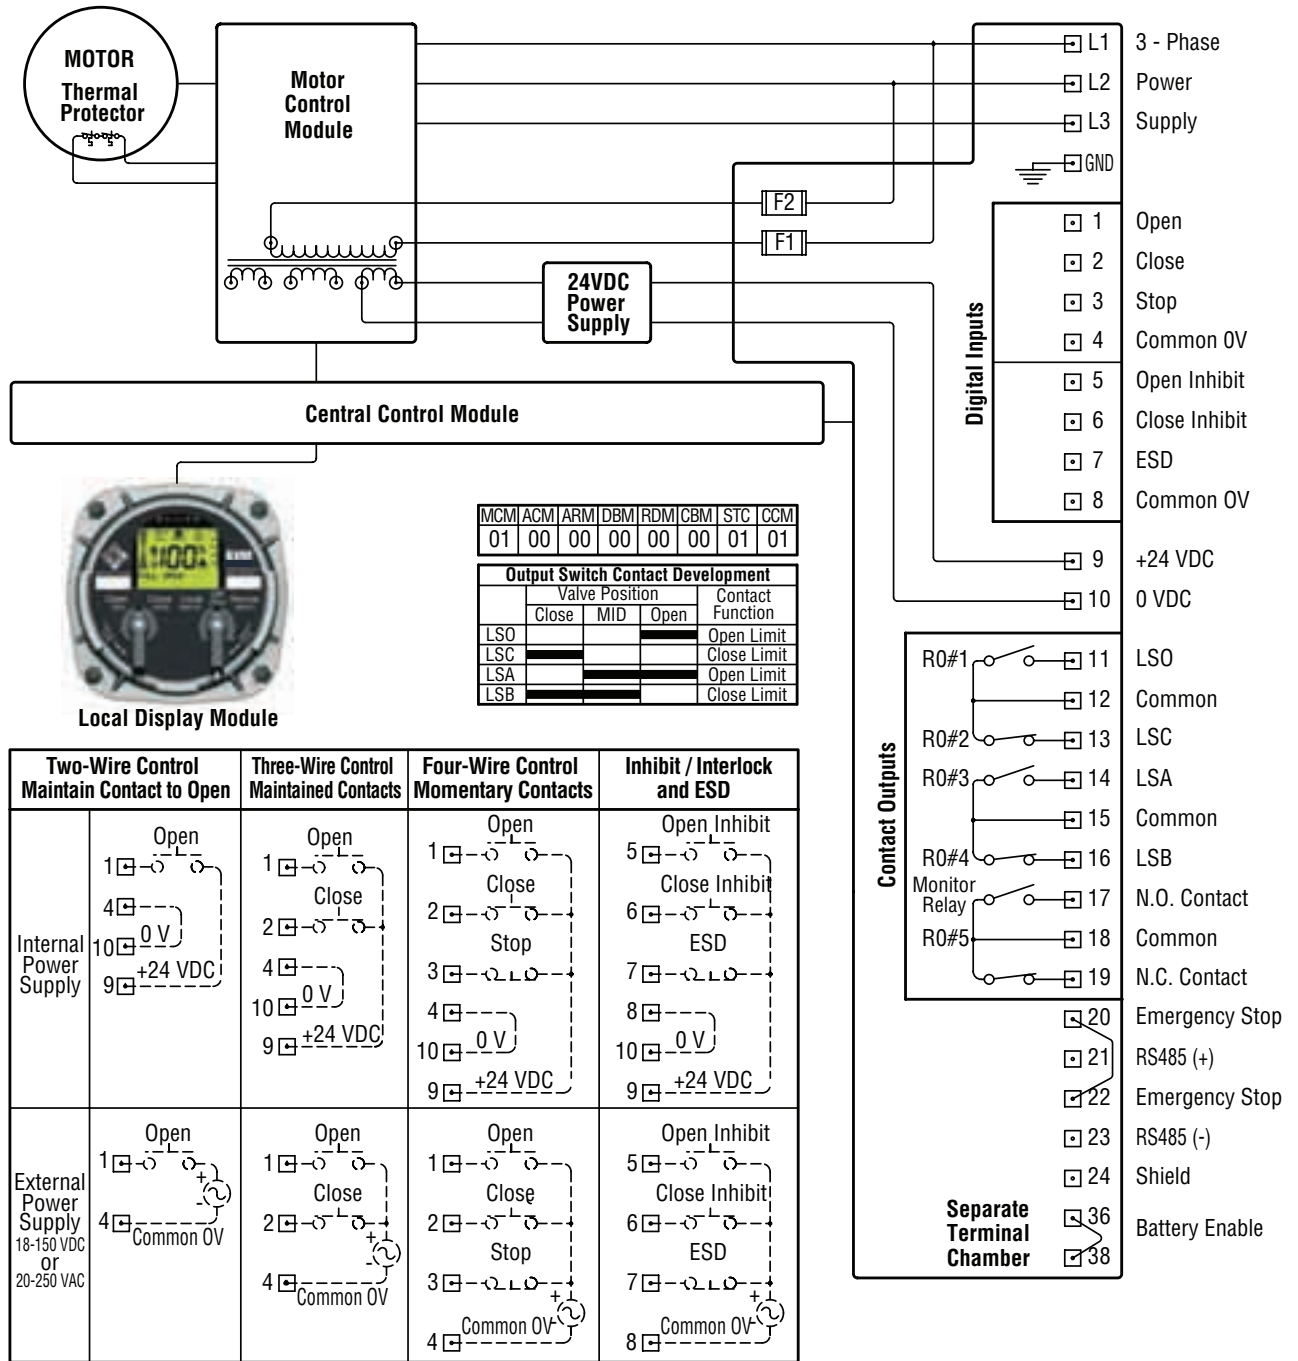 MOTOR
Thermal
Protector
Motor
Control
Module
L1 3 - Phase
L2 Power
L3 Supply
GND
F2
F1
24VDC
Power
Supply
Central Control Module
Local Display Module
Digital Inputs
1 Open
2 Close
3 Stop
4 Common 0V
5 Open Inhibit
6 Close Inhibit
7 ESD
8 Common OV
9 +24 VDC
10 0 VDC
MCM ACM ARM DBM RDM CBM STC CCM
01 00 00 00 00 00 01 01
Output Switch Contact Development
Valve Position Contact
Function
Close MID Open
LSO Open Limit
LSC Close Limit
LSA Open Limit
LSB Close Limit
Contact Outputs
R0#1 11 LSO
12 Common
R0#2 13 LSC
R0#3 14 LSA
15 Common
R0#4 16 LSB
Monitor
Relay 17 N.O. Contact
R0#5 18 Common
19 N.C. Contact
20 Emergency Stop
21 RS485 (+)
22 Emergency Stop
23 RS485 (-)
24 Shield
36
Battery Enable
38
Separate
Terminal
Chamber
Two-Wire Control
Maintain Contact to Open
Three-Wire Control
Maintained Contacts
Four-Wire Control
Momentary Contacts
Inhibit / Interlock
and ESD
Internal
Power
Supply
Open
1
4
10 0 V
9 +24 VDC
Open
1
Close
2
4
10 0 V
9 +24 VDC
Open
1
Close
2
Stop
3
4
10 0 V
9 +24 VDC
Open Inhibit
5
Close Inhibit
6
ESD
7
8
10 0 V
9 +24 VDC
External
Power
Supply
18-150 VDC
or
20-250 VAC
Open
1
+
-
4
Common OV
Open
1
Close
2
+
-
4
Common OV
Open
1
Close
2
Stop
3
+
Common OV -
4
Open Inhibit
5
Close Inhibit
6
ESD
7
+
Common OV -
8